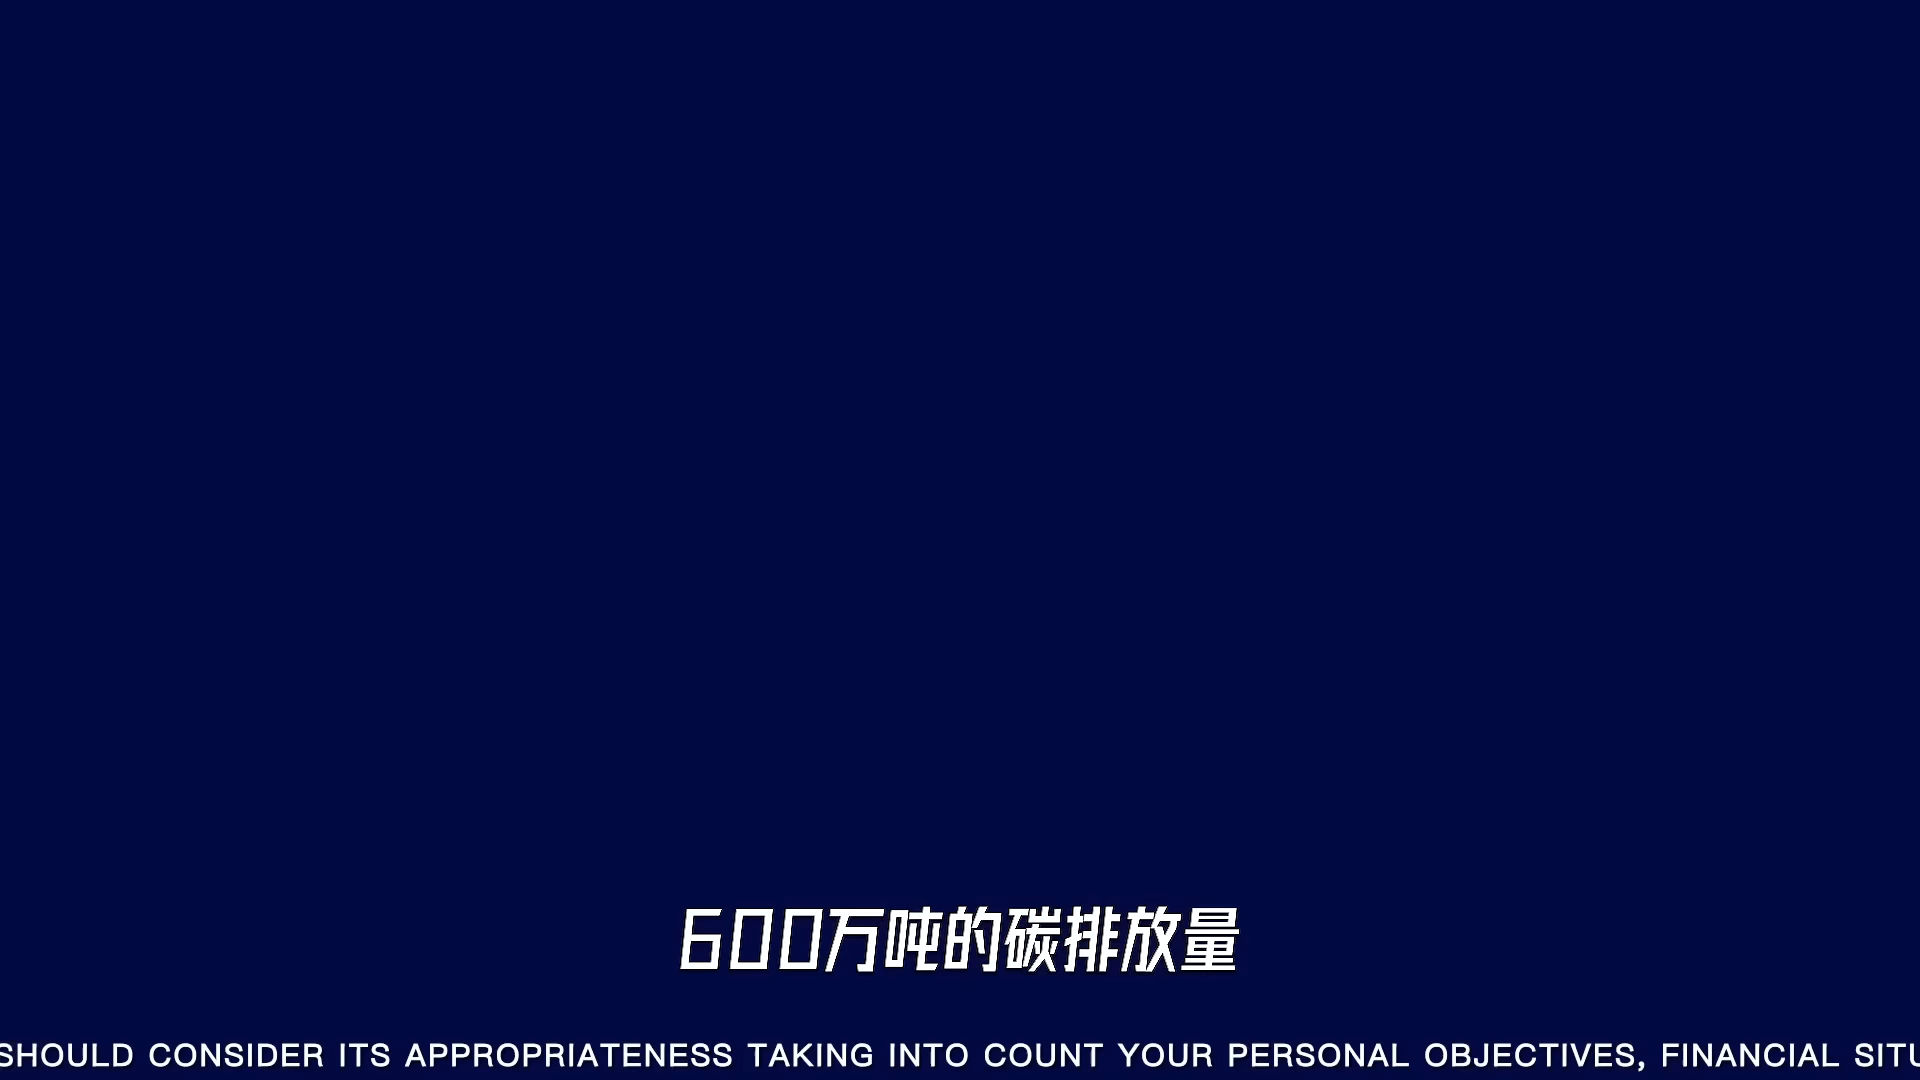 600万吨的碳排放量
SHOULD CONSIDER ITS APPROPRIATENESS TAKING INTO COUNT YOUR PERSONAL OBJECTIVES, FINANCIAL SITU